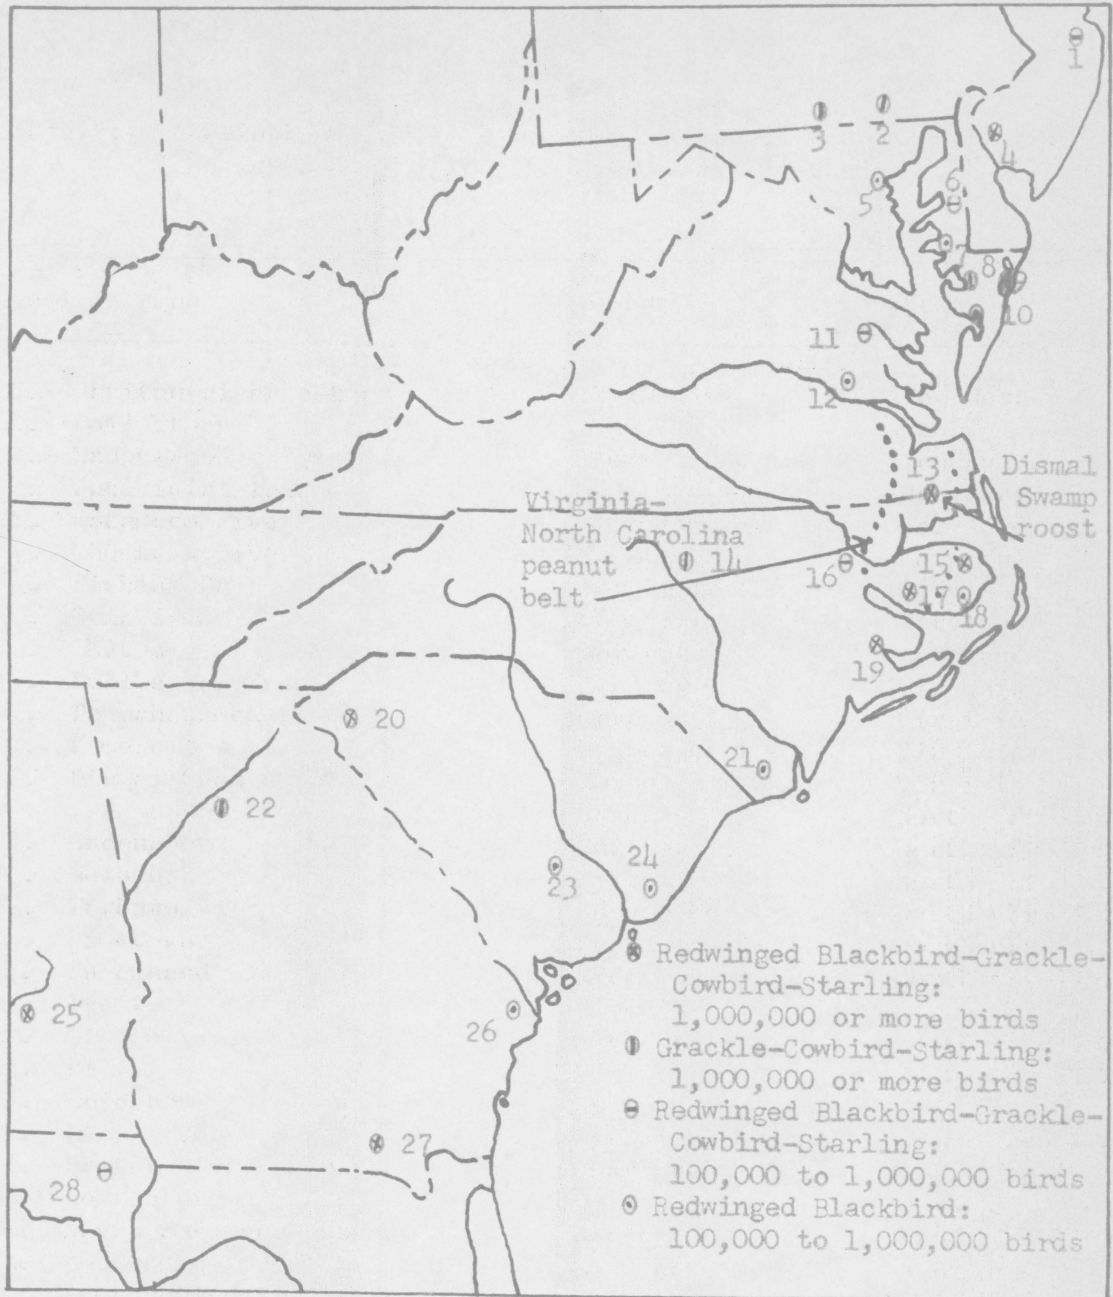 1
3
2
4
5
6
7
8
9
10
11
12
13
Dismal
Swamp
roost
Virginia-
North Carolina
peanut
belt
14
15
16
17
18
19
20
21
22
23
24
25
26
27
28
Redwinged Blackbird-Grackle-
Cowbird-Starling:
1,000,000 or more birds
Grackle-Cowbird-Starling:
1,000,000 or more birds
Redwinged Blackbird-Grackle-
Cowbird-Starling:
100,000 to 1,000,000 birds
Redwinged Blackbird:
100,000 to 1,000,000 birds